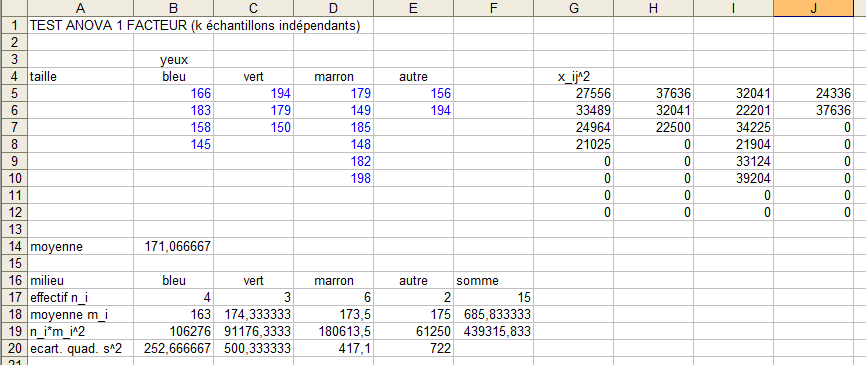 A B C D E F G H I J
1 TEST ANOVA 1 FACTEUR (k échantillons indépendants)
2
3 yeux
4 taille bleu vert marron autre x_ij^2
5 166 194 179 156 27556 37636 32041 24336
6 183 179 149 194 33489 32041 22201 37636
7 158 150 185 24964 22500 34225 0
8 145 148 21025 0 21904 0
9 182 0 0 33124 0
10 198 0 0 39204 0
11 0 0 0 0
12 0 0 0 0
13
14 moyenne 171,066667
15
16 milieu bleu vert marron autre somme
17 effectif n_i 4 3 6 2 15
18 moyenne m_i 163 174,333333 173,5 175 685,833333
19 n_i*m_i^2 106276 91176,3333 180613,5 61250 439315,833
20 ecart. quad. s^2 252,666667 500,333333 417,1 722